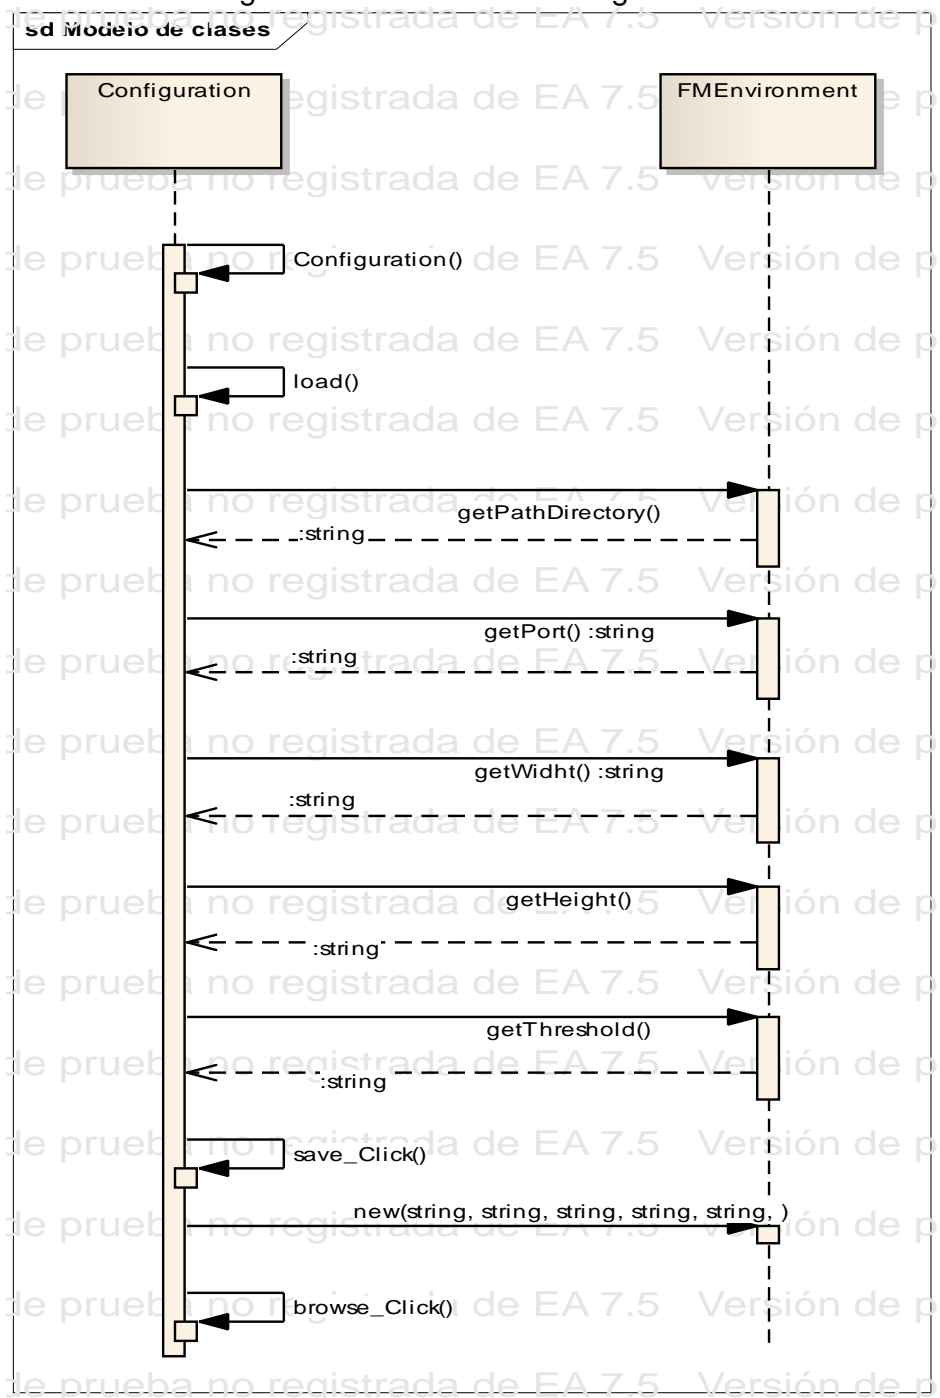 sd Modelo de clases
Configuration
FMEnvironment
Configuration()
load()
getPathDirectory()
:string
getPort() :string
:string
getWidht() :string
:string
getHeight()
:string
getThreshold()
:string
save_Click()
new(string, string, string, string, string, )
browse_Click()
de prueba no registrada de EA 7.5 Versión de p